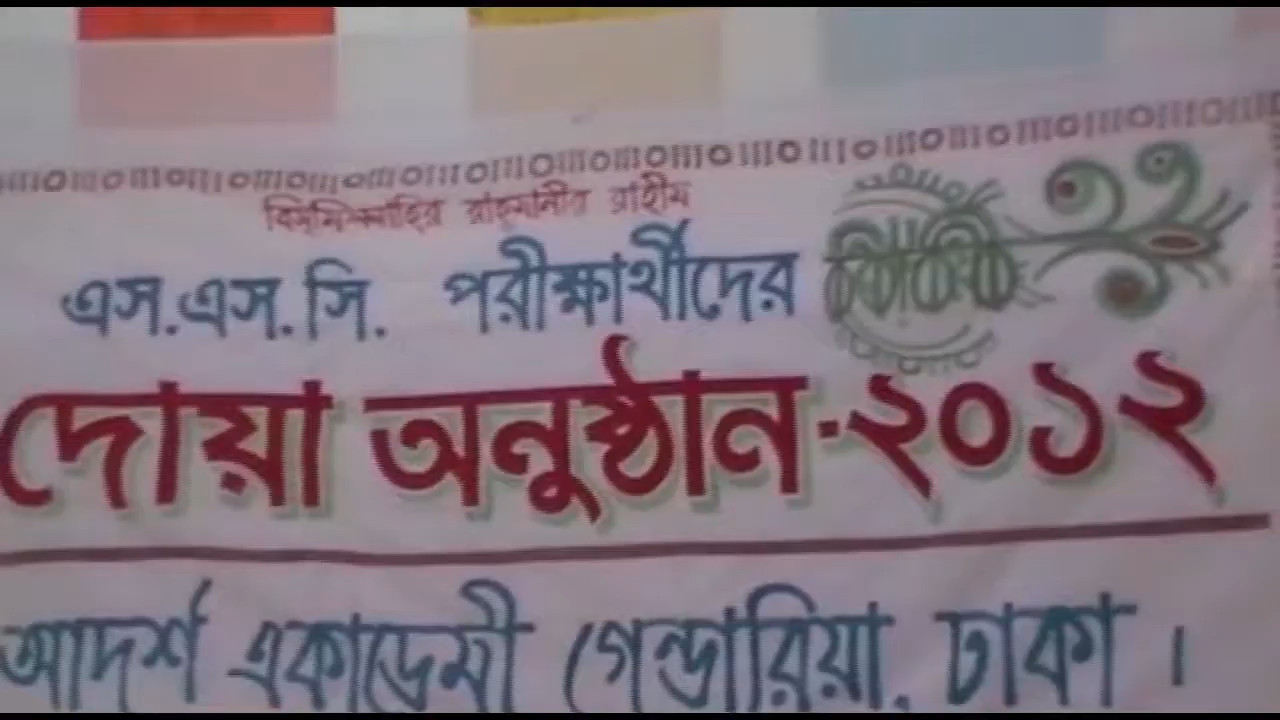 বিসমিল্লাহির রাহমানীর রাহীম
এস.এস.সি. পরীক্ষার্থীদের
দোয়া অনুষ্ঠান-২০১২
আদর্শ একাডেমী গেন্ডারিয়া, ঢাকা।